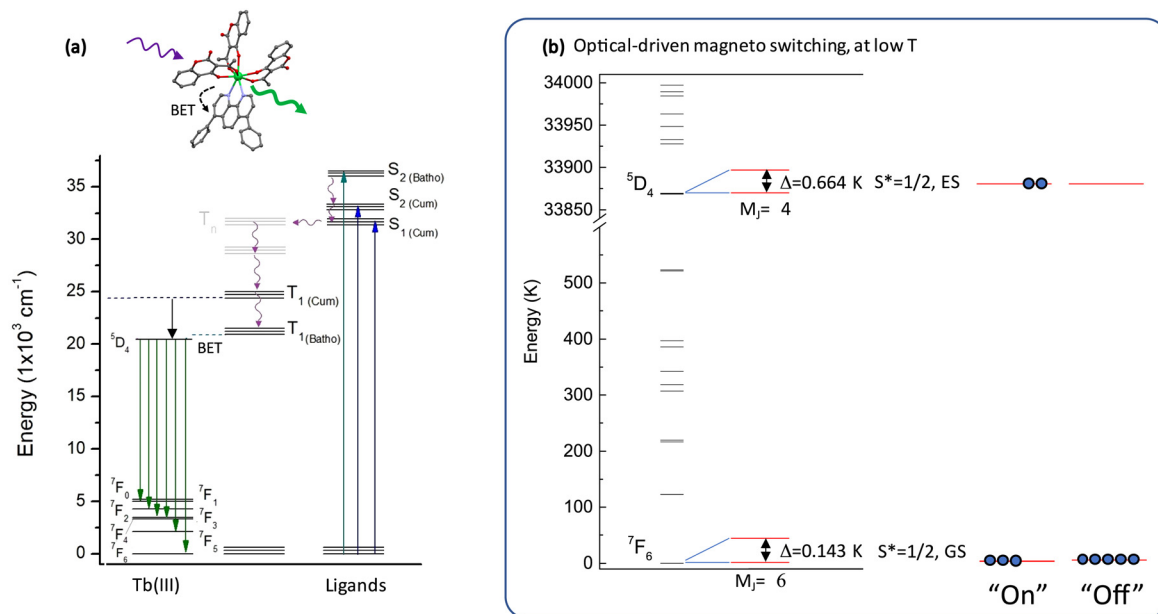 (a)
BET
S2 (Batho)
S2 (Cum)
S1 (Cum)
Tn
T1 (Cum)
T1 (Batho)
5D4
BET
7F0
7F1
7F2
7F3
7F4
7F5
7F6
35
30
25
20
15
10
5
0
Energy (1x10³ cm⁻¹)
Tb(III)
Ligands
(b) Optical-driven magneto switching, at low T
34000
33950
33900
33850
500
400
300
200
100
0
Energy (K)
5D4
Δ=0.664 K S*=1/2, ES
MJ= 4
7F6
Δ=0.143 K S*=1/2, GS
MJ= 6
“On”
“Off”